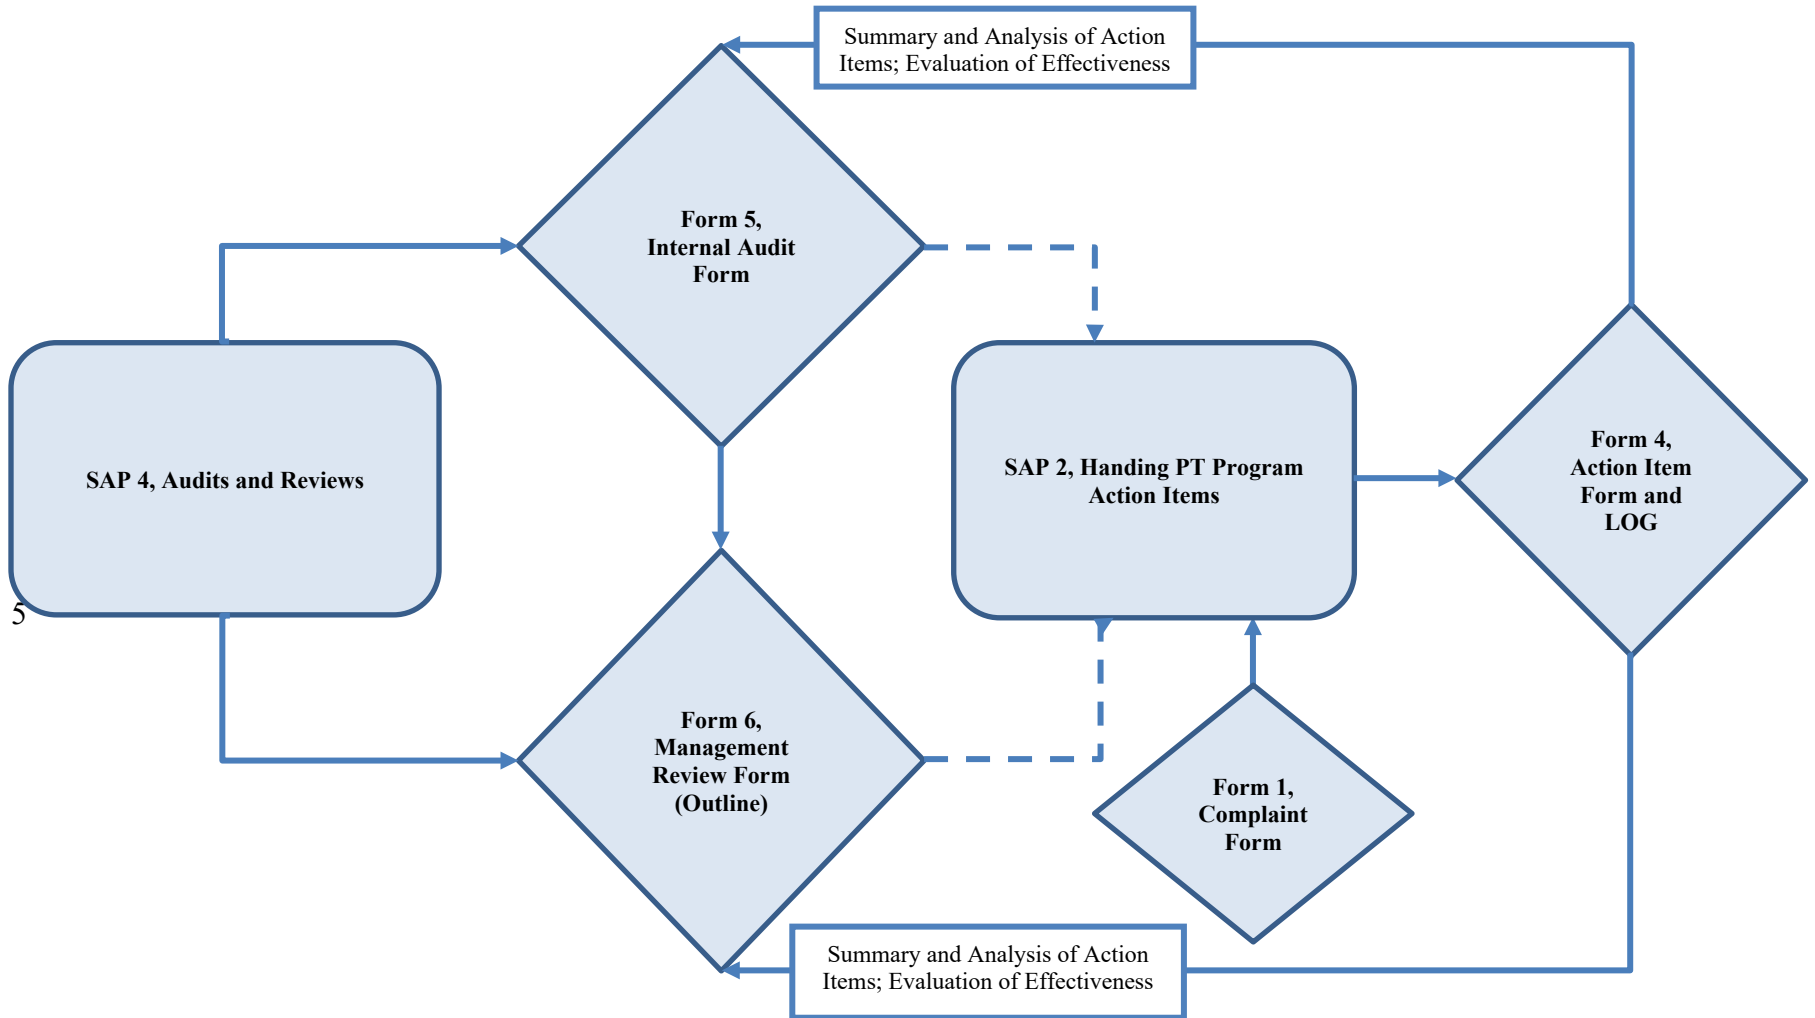 Summary and Analysis of Action
Items; Evaluation of Effectiveness
Form 5,
Internal Audit
Form
SAP 4, Audits and Reviews
SAP 2, Handing PT Program
Action Items
Form 4,
Action Item
Form and
LOG
5
Form 6,
Management
Review Form
(Outline)
Form 1,
Complaint
Form
Summary and Analysis of Action
Items; Evaluation of Effectiveness